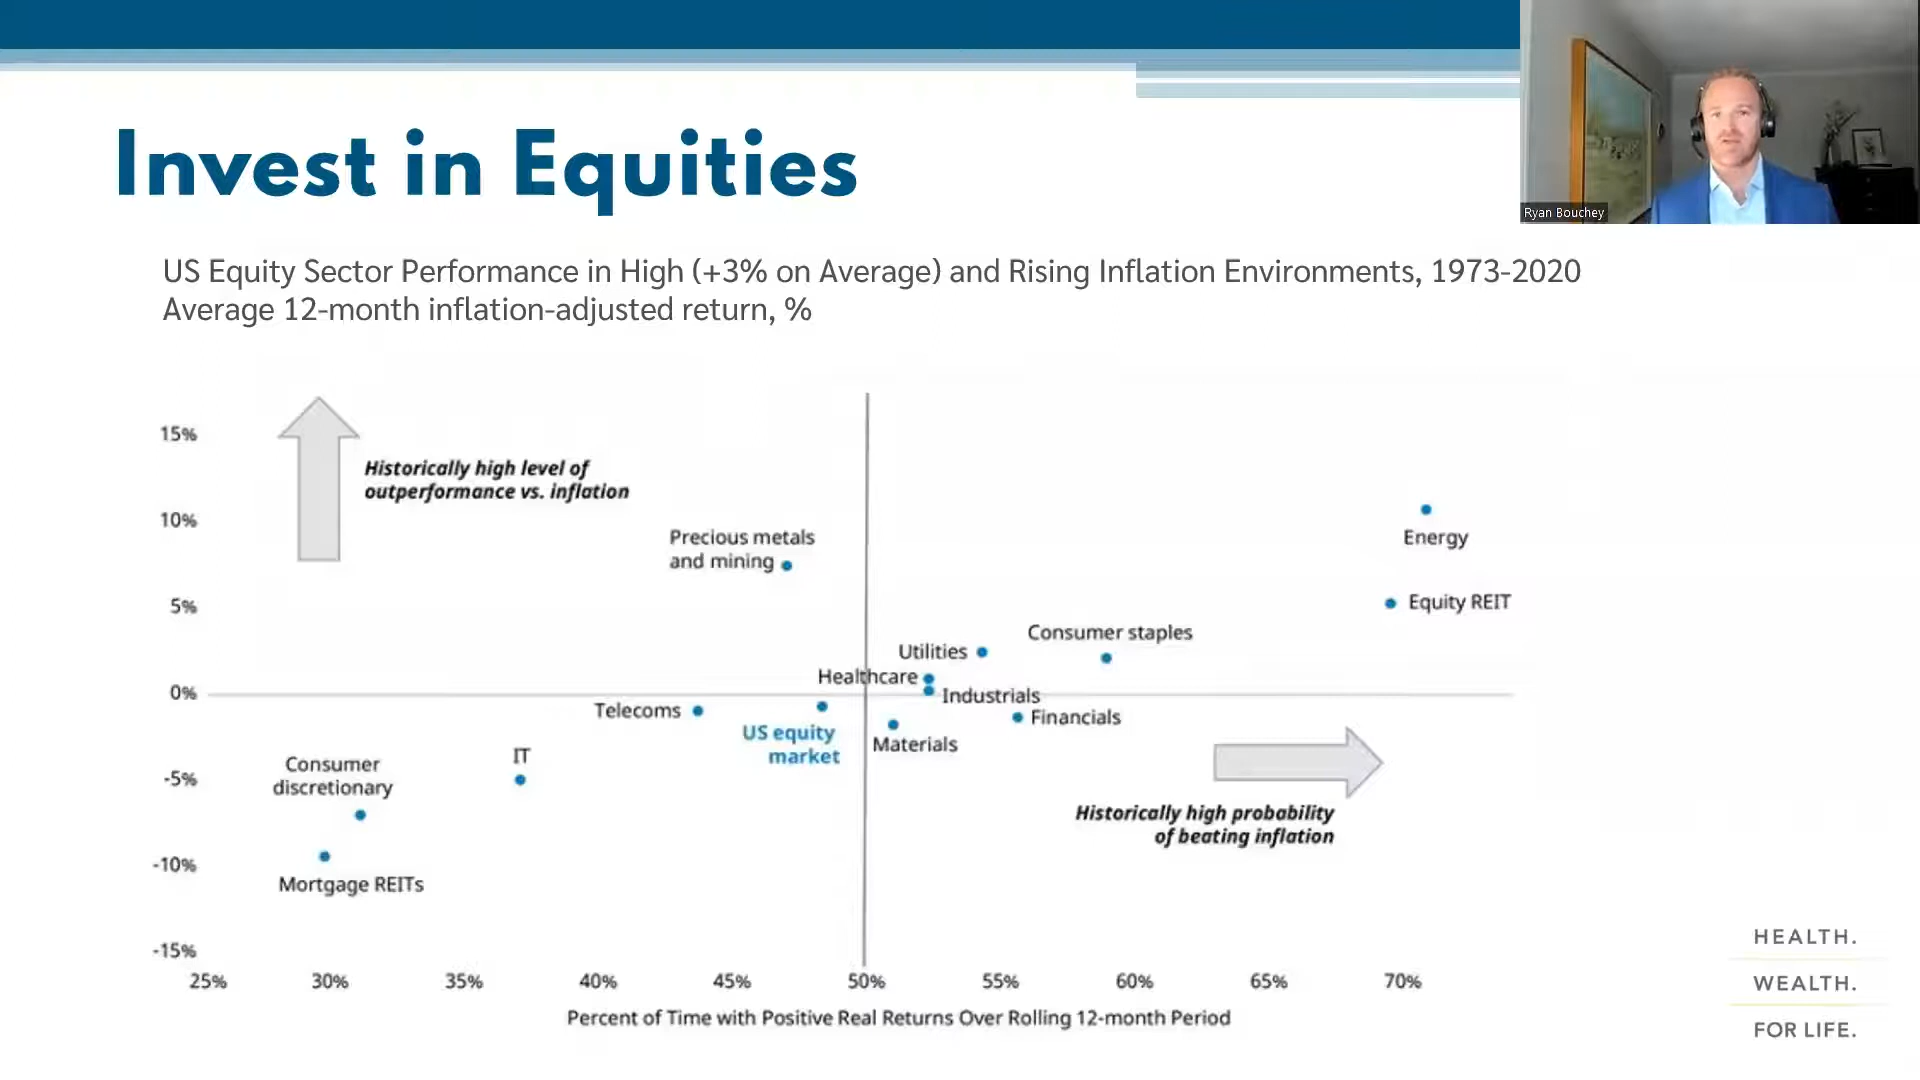 Invest in Equities
Ryan Bouchey
US Equity Sector Performance in High (+3% on Average) and Rising Inflation Environments, 1973-2020
Average 12-month inflation-adjusted return, %
15%
10%
5%
0%
-5%
-10%
-15%
Historically high level of
outperformance vs. inflation
Precious metals
and mining
Energy
Equity REIT
Consumer staples
Utilities
Healthcare
Industrials
Telecoms
Financials
US equity
market
Materials
IT
Consumer
discretionary
Historically high probability
of beating inflation
Mortgage REITs
25%
30%
35%
40%
45%
50%
55%
60%
65%
70%
Percent of Time with Positive Real Returns Over Rolling 12-month Period
HEALTH.
WEALTH.
FOR LIFE.